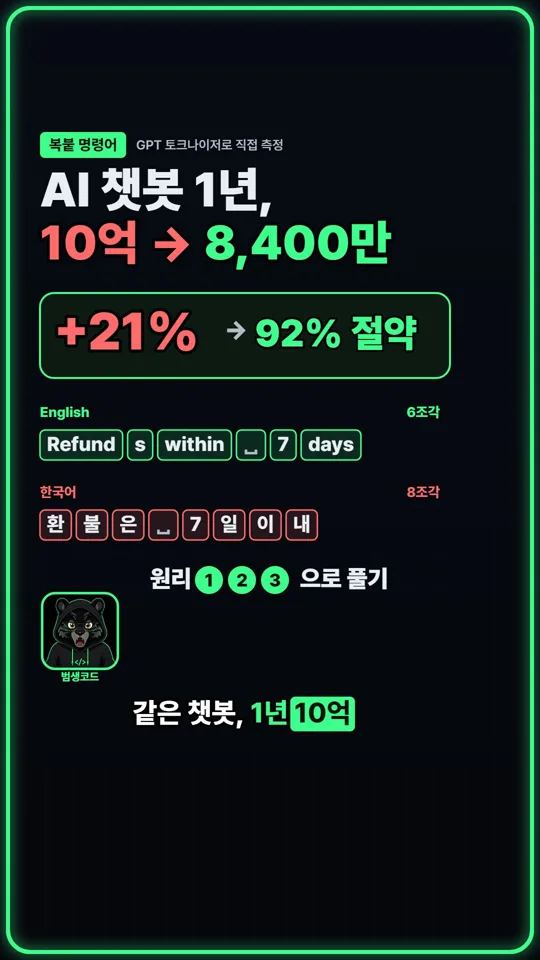 복붙 명령어 GPT 토크나이저로 직접 측정
AI 챗봇 1년,
10억 → 8,400만
+21% → 92% 절약
English 6조각
Refund s within ␣ 7 days
한국어 8조각
환 불 은 ␣ 7 일 이 내
원리 1 2 3 으로 풀기
</>
범생코드
같은 챗봇, 1년 10억